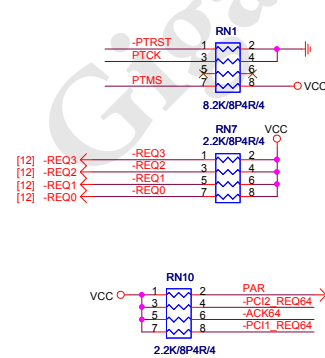 RN1
-PTRST 1 2
PTCK 3 4
5 6
PTMS 7 8 VCC
8.2K/8P4R/4
RN7 VCC
2.2K/8P4R/4
[12] -REQ3 -REQ3 1 2
[12] -REQ2 -REQ2 3 4
[12] -REQ1 -REQ1 5 6
[12] -REQ0 -REQ0 7 8
RN10
VCC 1 2 PAR
3 4 -PCI2_REQ64
5 6 -ACK64
7 8 -PCI1_REQ64
2.2K/8P4R/4
Giga